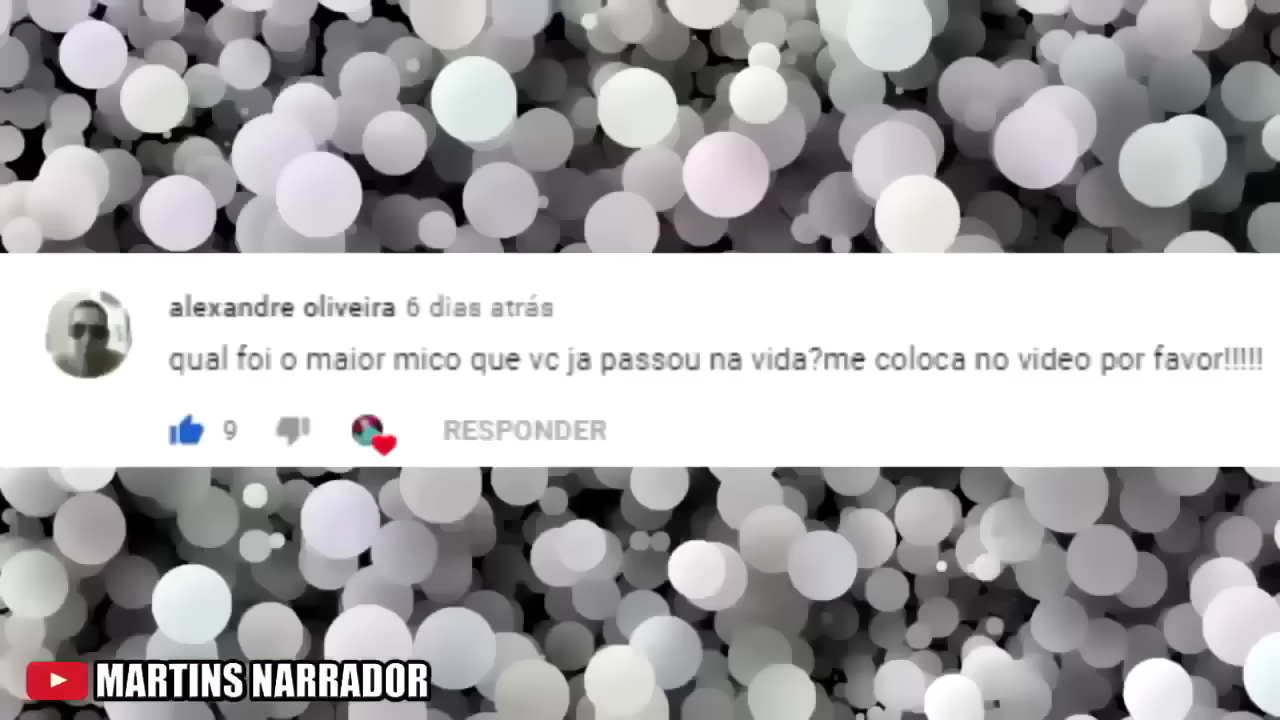 alexandre oliveira 6 dias atrás
qual foi o maior mico que vc ja passou na vida?me coloca no video por favor!!!!!
9 RESPONDER
MARTINS NARRADOR